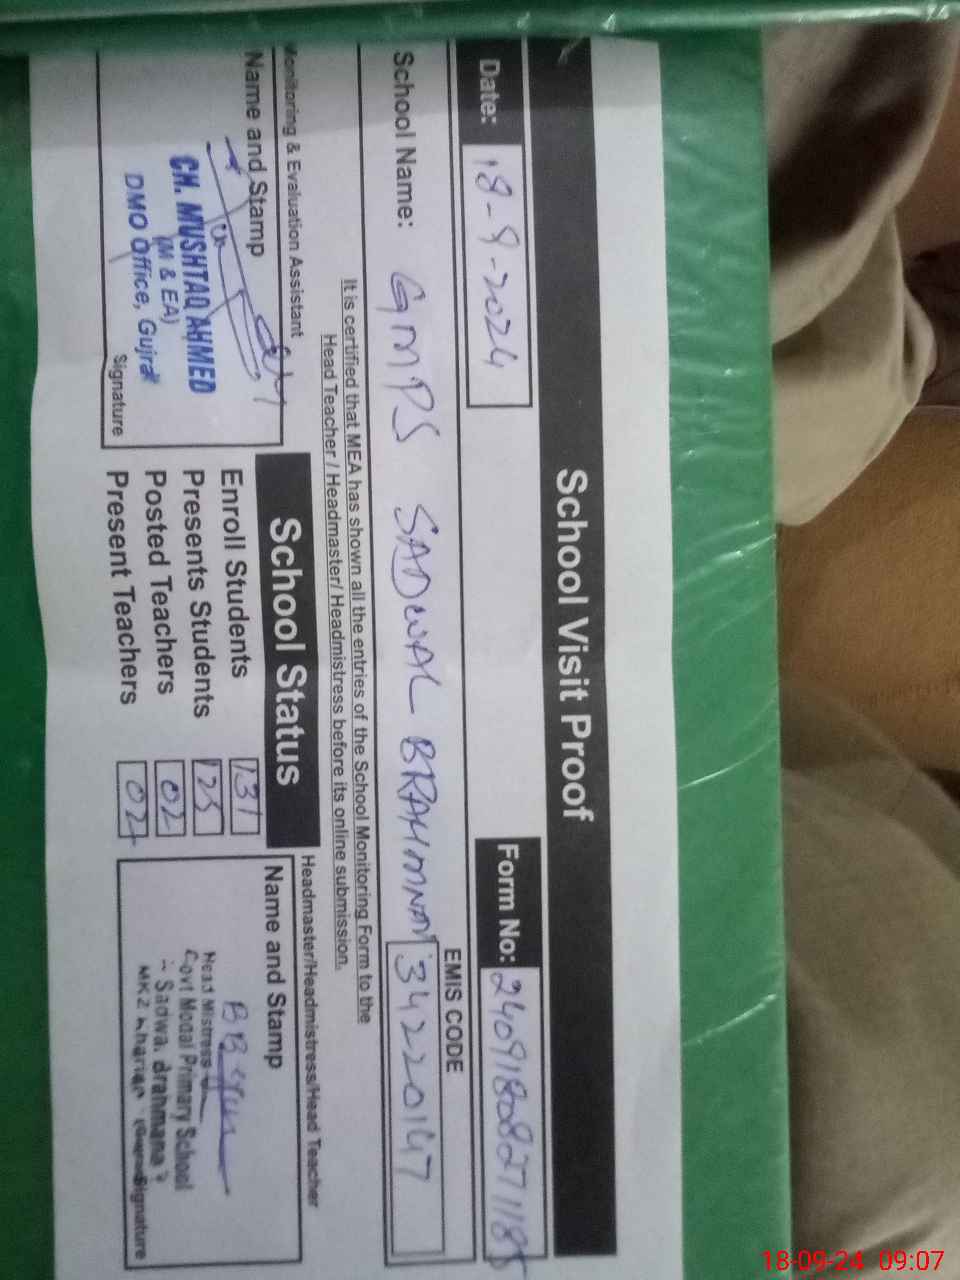 School Visit Proof
Date: 18-9-2024
Form No: 2409180827118
School Name: GMPS SADWAL BRAHMNA
EMIS CODE
34220147
It is certified that MEA has shown all the entries of the School Monitoring Form to the
Head Teacher / Headmaster/ Headmistress before its online submission.
Monitoring & Evaluation Assistant
Name and Stamp
CH. MUSHTAQ AHMED
(M & EA)
DMO Office, Gujrat
Signature
School Status
Enroll Students 131
Presents Students 125
Posted Teachers 02
Present Teachers 02
Headmaster/Headmistress/Head Teacher
Name and Stamp
Head Mistress
Govt Modal Primary School
Signature
18-09-24 09:07